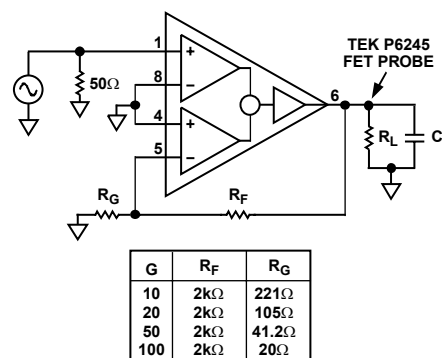 TEK P6245
FET PROBE
1
+
50Ω
8
–
4
+
5
–
6
R_L
C
R_G
R_F
G R_F R_G
10 2kΩ 221Ω
20 2kΩ 105Ω
50 2kΩ 41.2Ω
100 2kΩ 20Ω